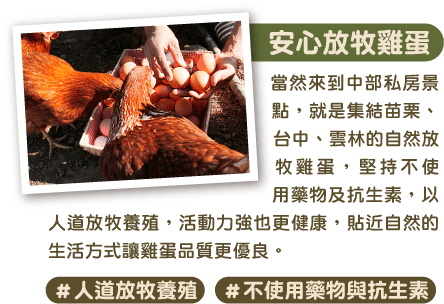 安心放牧雞蛋
當然來到中部私房景
點，就是集結苗栗、
台中、雲林的自然放
牧雞蛋，堅持不使
用藥物及抗生素，以
人道放牧養殖，活動力強也更健康，貼近自然的
生活方式讓雞蛋品質更優良。
#人道放牧養殖 #不使用藥物與抗生素